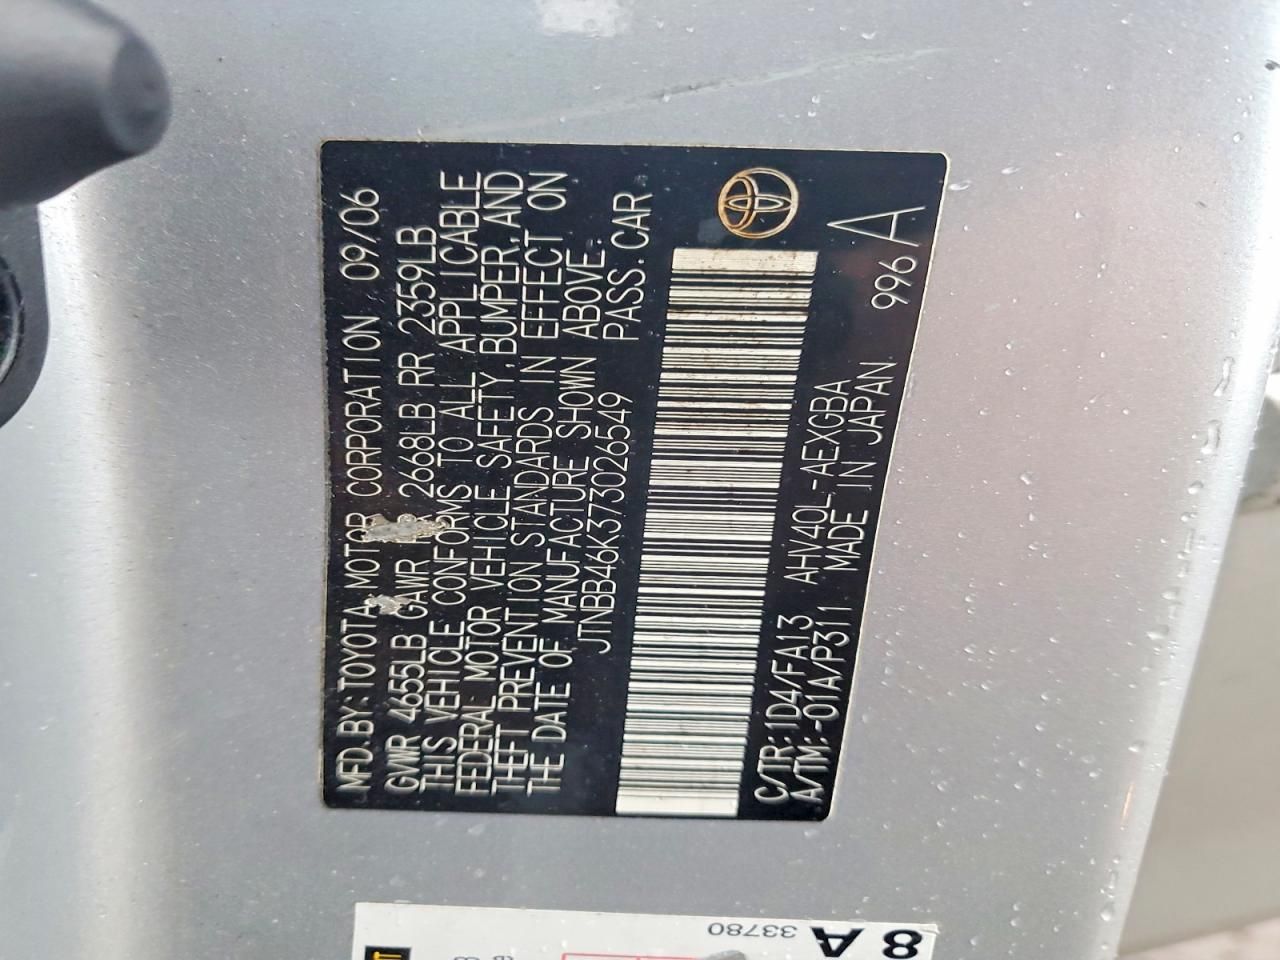 MFD. BY: TOYOTA MOTOR CORPORATION 09/06
GVWR 4655LB GAWR 2668LB RR 2359LB
THIS VEHICLE CONFORMS TO ALL APPLICABLE
FEDERAL MOTOR VEHICLE SAFETY, BUMPER, AND
THEFT PREVENTION STANDARDS IN EFFECT ON
THE DATE OF MANUFACTURE SHOWN ABOVE.
JTNBB46K373026549 PASS. CAR
C/TR: 1D4/FA13 AHV40L-AEXGBA 996 A
A/TM: -01A/P311 MADE IN JAPAN
8 A
33780